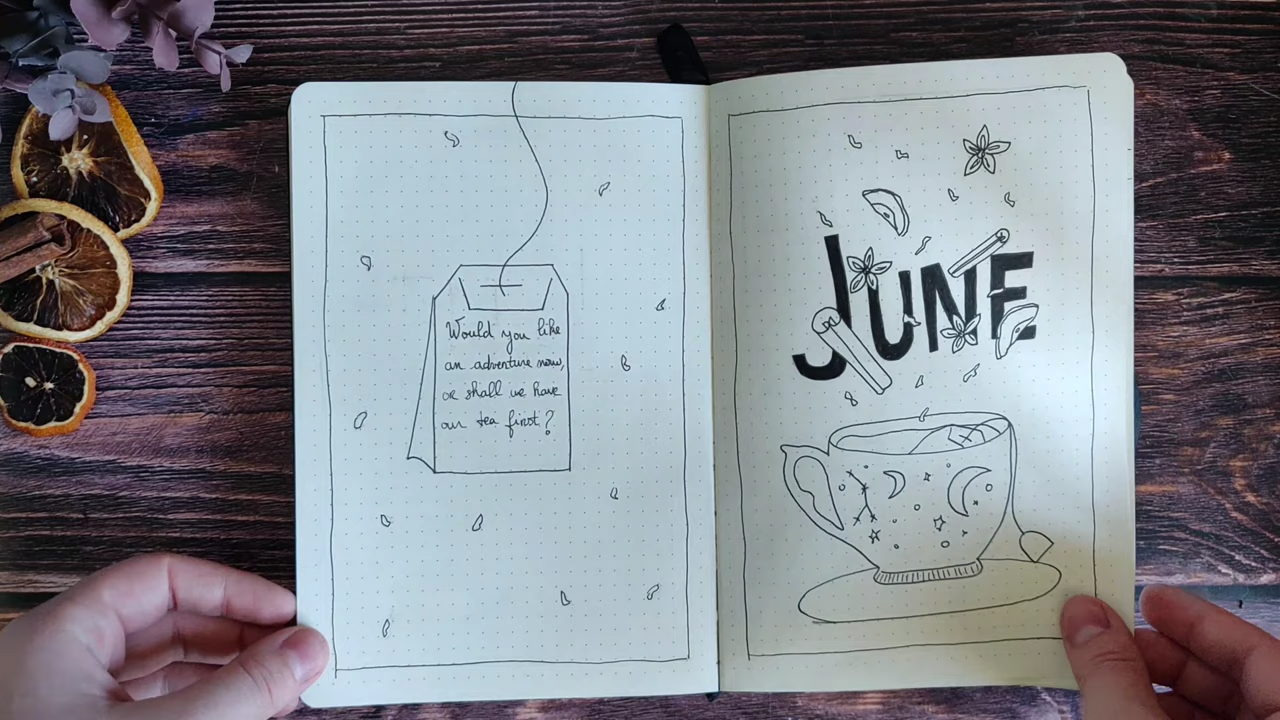 Would you like
an adventure now,
or shall we have
our tea first?
JUNE